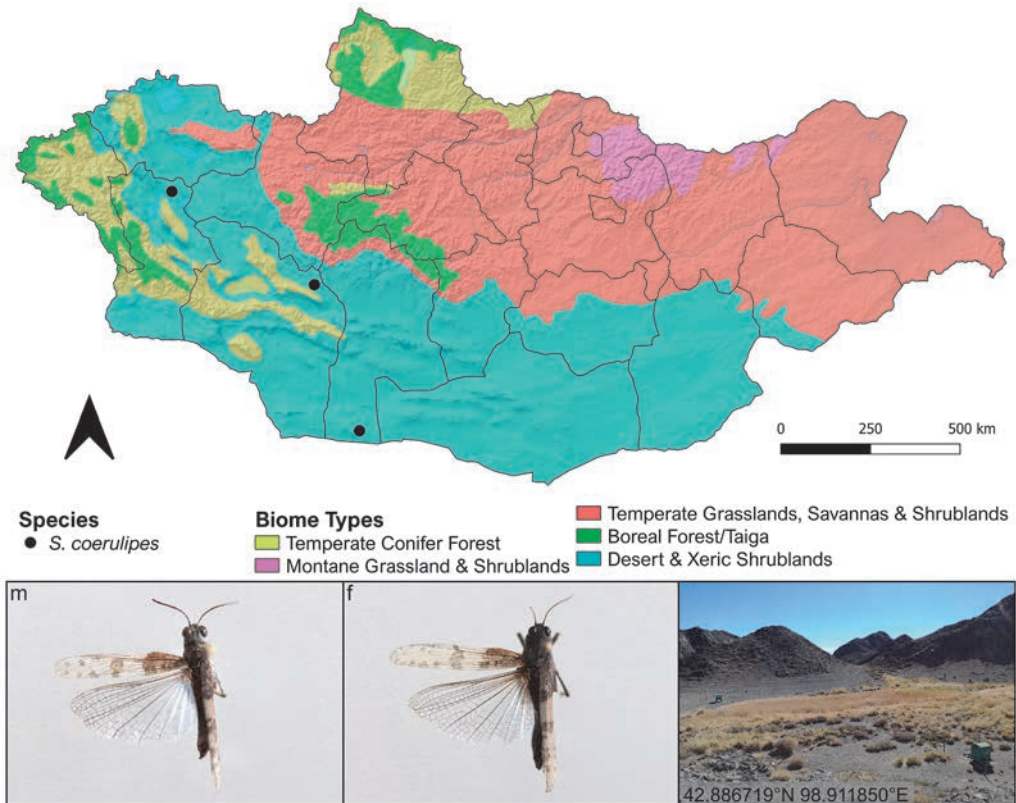 0 250 500 km
Species
S. coerulipes
Biome Types
Temperate Conifer Forest
Montane Grassland & Shrublands
Temperate Grasslands, Savannas & Shrublands
Boreal Forest/Taiga
Desert & Xeric Shrublands
m
f
42.886719°N 98.911850°E